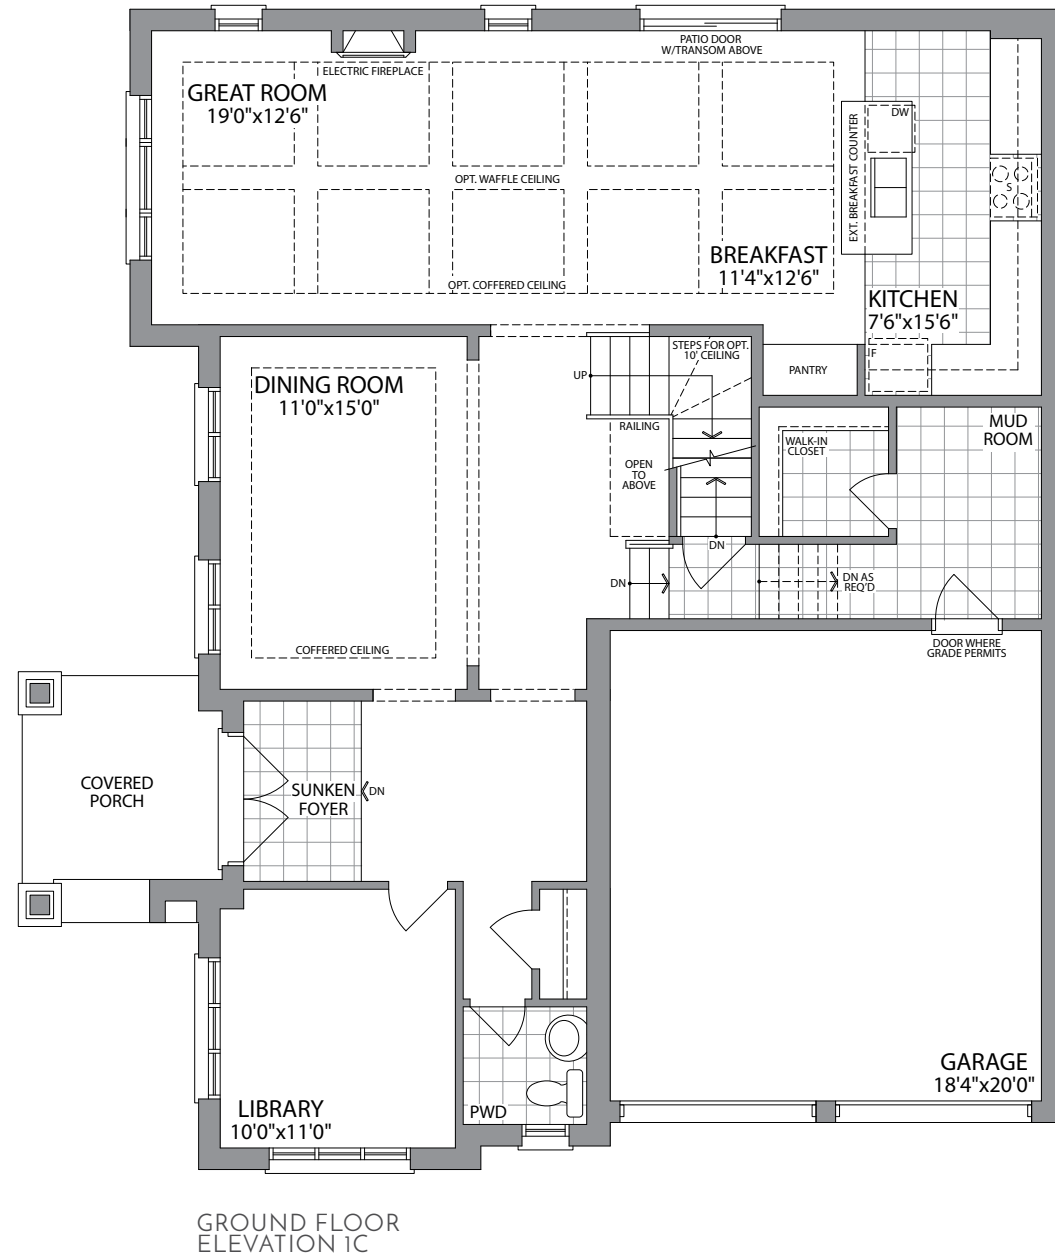 PATIO DOOR
W/TRANSOM ABOVE
ELECTRIC FIREPLACE
GREAT ROOM
19'0"x12'6"
DW
EXT. BREAKFAST COUNTER
OPT. WAFFLE CEILING
S
BREAKFAST
11'4"x12'6"
OPT. COFFERED CEILING
KITCHEN
7'6"x15'6"
F
STEPS FOR OPT.
10' CEILING
PANTRY
UP
DINING ROOM
11'0"x15'0"
RAILING
MUD
ROOM
WALK-IN
CLOSET
OPEN
TO
ABOVE
DN
DN
DN AS
REQ'D
COFFERED CEILING
DOOR WHERE
GRADE PERMITS
COVERED
PORCH
SUNKEN
FOYER
DN
GARAGE
18'4"x20'0"
LIBRARY
10'0"x11'0"
PWD
GROUND FLOOR
ELEVATION 1C